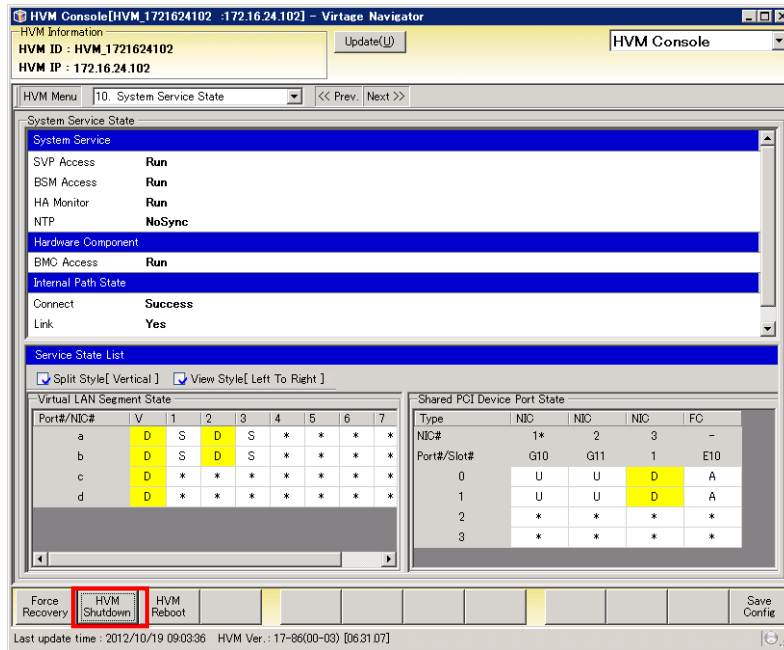 HVM Console[HVM_1721624102 :172.16.24.102] - Virtage Navigator
HVM Information
HVM ID : HVM_1721624102
HVM IP : 172.16.24.102
Update(U)
HVM Console
HVM Menu 10. System Service State << Prev. Next >>
System Service State
System Service
SVP Access Run
BSM Access Run
HA Monitor Run
NTP NoSync
Hardware Component
BMC Access Run
Internal Path State
Connect Success
Link Yes
Service State List
Split Style[ Vertical ] View Style[ Left To Right ]
Virtual LAN Segment State
Port#/NIC# V 1 2 3 4 5 6 7
a D S D S * * * *
b D S D S * * * *
c D * * * * * * *
d D * * * * * * *
Shared PCI Device Port State
Type NIC NIC NIC FC
NIC# 1* 2 3 -
Port#/Slot# G10 G11 1 E10
0 U U D A
1 U U D A
2 * * * *
3 * * * *
Force Recovery HVM Shutdown HVM Reboot Save Config
Last update time : 2012/10/19 09:03:36 HVM Ver. : 17-86(00-03) [06.31.07]